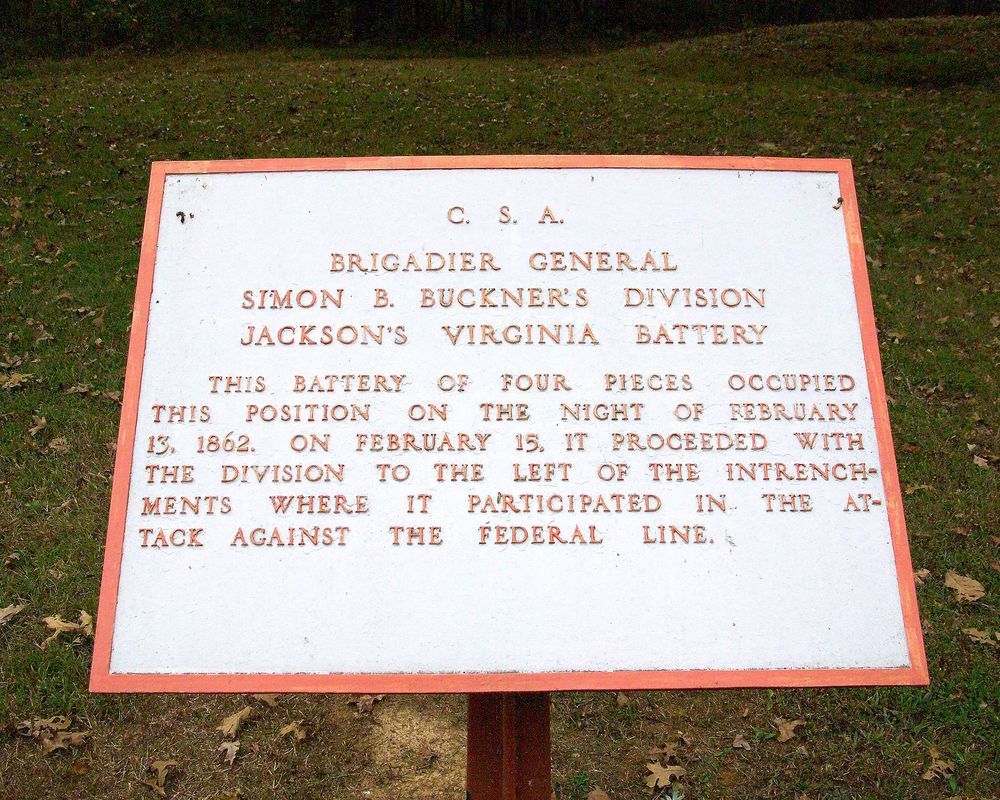 C. S. A.
BRIGADIER GENERAL
SIMON B. BUCKNER'S DIVISION
JACKSON'S VIRGINIA BATTERY
THIS BATTERY OF FOUR PIECES OCCUPIED
THIS POSITION ON THE NIGHT OF FEBRUARY
13, 1862. ON FEBRUARY 15, IT PROCEEDED WITH
THE DIVISION TO THE LEFT OF THE INTRENCH-
MENTS WHERE IT PARTICIPATED IN THE AT-
TACK AGAINST THE FEDERAL LINE.